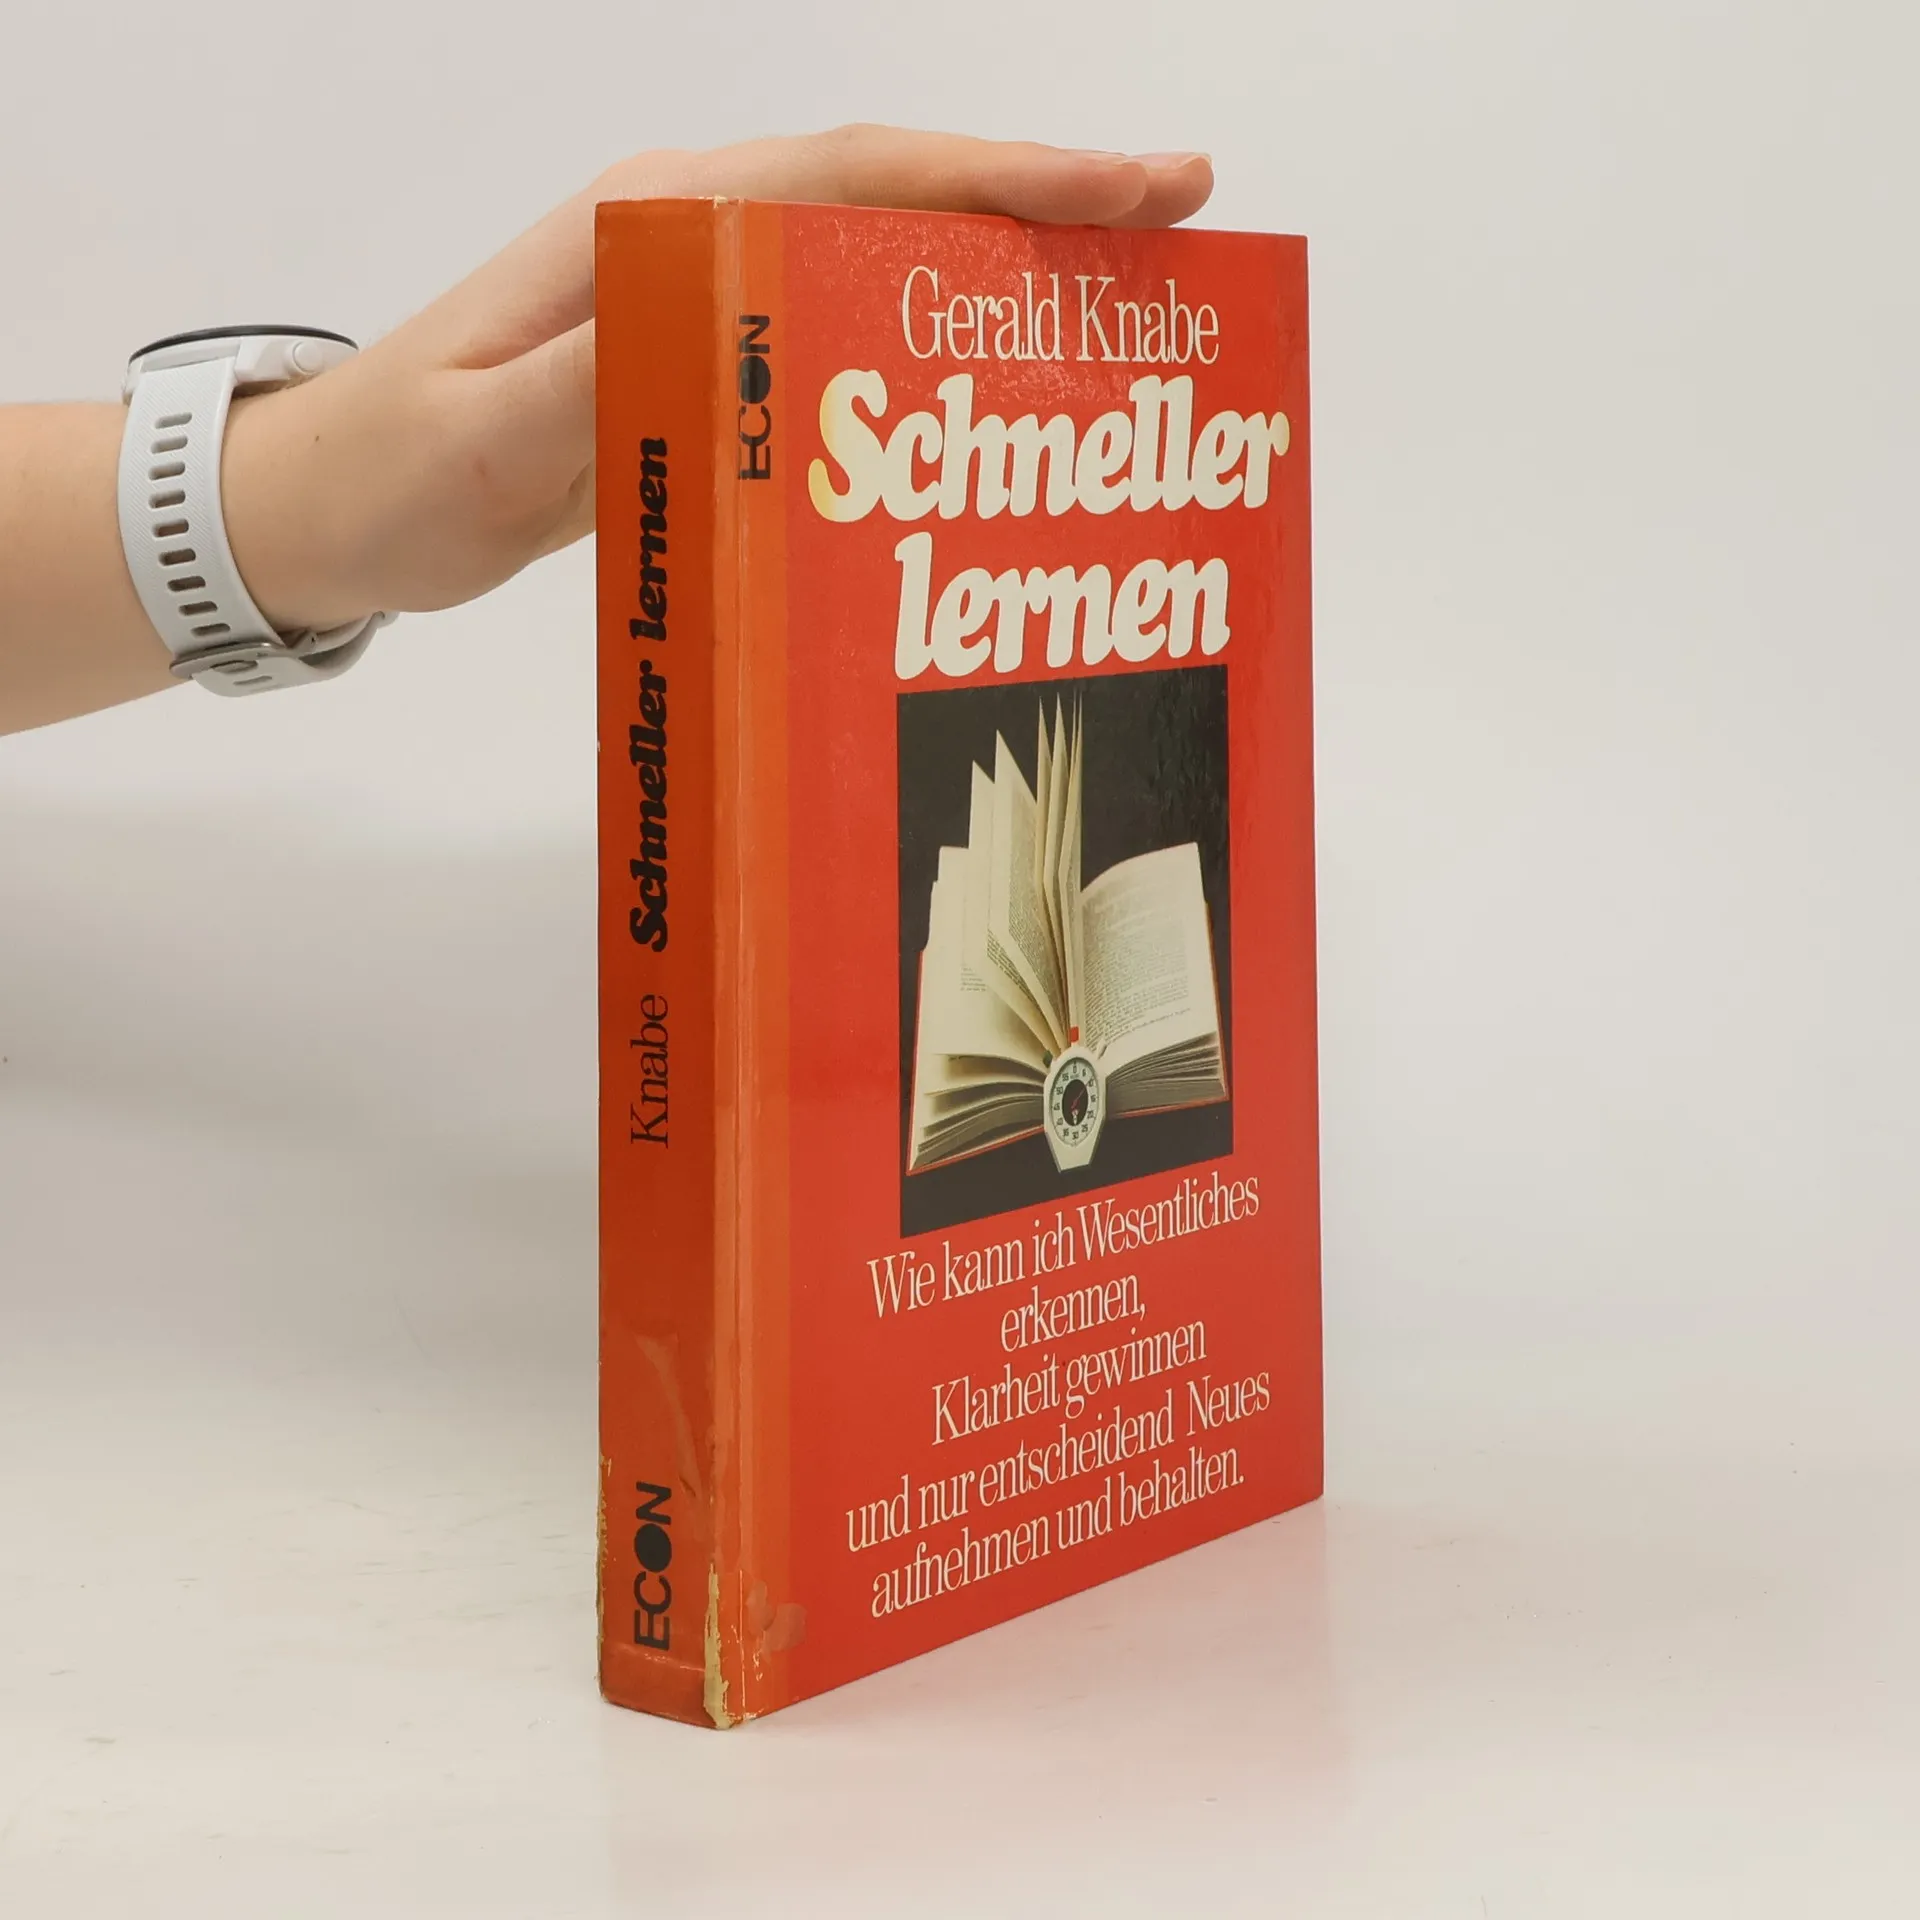 Knabe Schneller lernen
ECON
ECON
Gerald Knabe
Schneller
lernen
Wie kann ich Wesentliches
erkennen,
Klarheit gewinnen
und nur entscheidend Neues
aufnehmen und behalten.